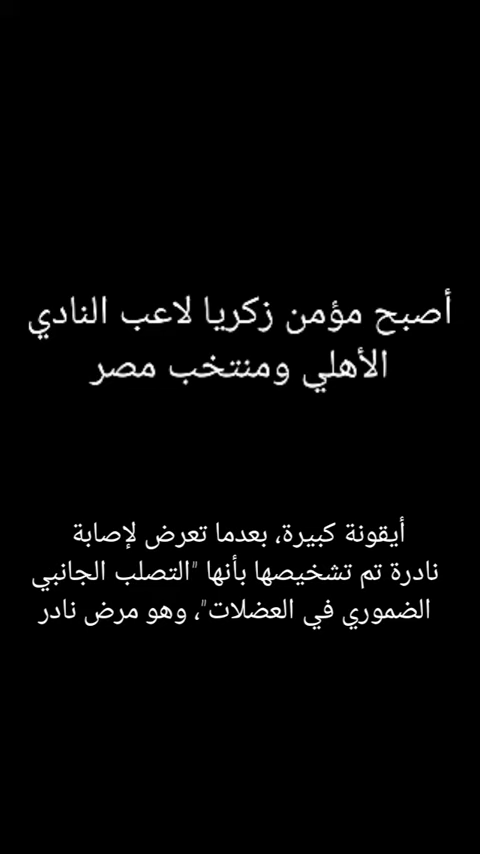 أصبح مؤمن زكريا لاعب النادي
الأهلي ومنتخب مصر
أيقونة كبيرة، بعدما تعرض لإصابة
نادرة تم تشخيصها بأنها "التصلب الجانبي
الضموري في العضلات"، وهو مرض نادر